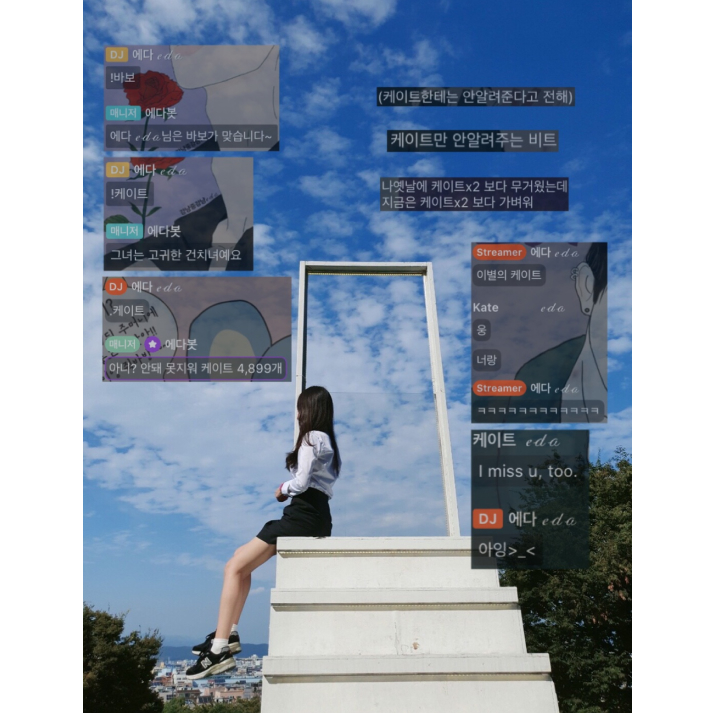 DJ 에다 eda
!바보
매니저 에다봇
에다 eda님은 바보가 맞습니다~
DJ 에다 eda
!케이트
매니저 에다봇
그녀는 고귀한 건치녀예요
DJ 에다 eda
.케이트
매니저 에다봇
아니? 안돼 못지워 케이트 4,899개
(케이트한테는 안알려준다고 전해)
케이트만 안알려주는 비트
나옛날에 케이트x2 보다 무거웠는데
지금은 케이트x2 보다 가벼워
Streamer 에다 eda
이별의 케이트
Kate eda
웅
너랑
Streamer 에다 eda
ㅋㅋㅋㅋㅋㅋㅋㅋㅋㅋㅋㅋ
케이트 eda
I miss u, too.
DJ 에다 eda
아잉>_<